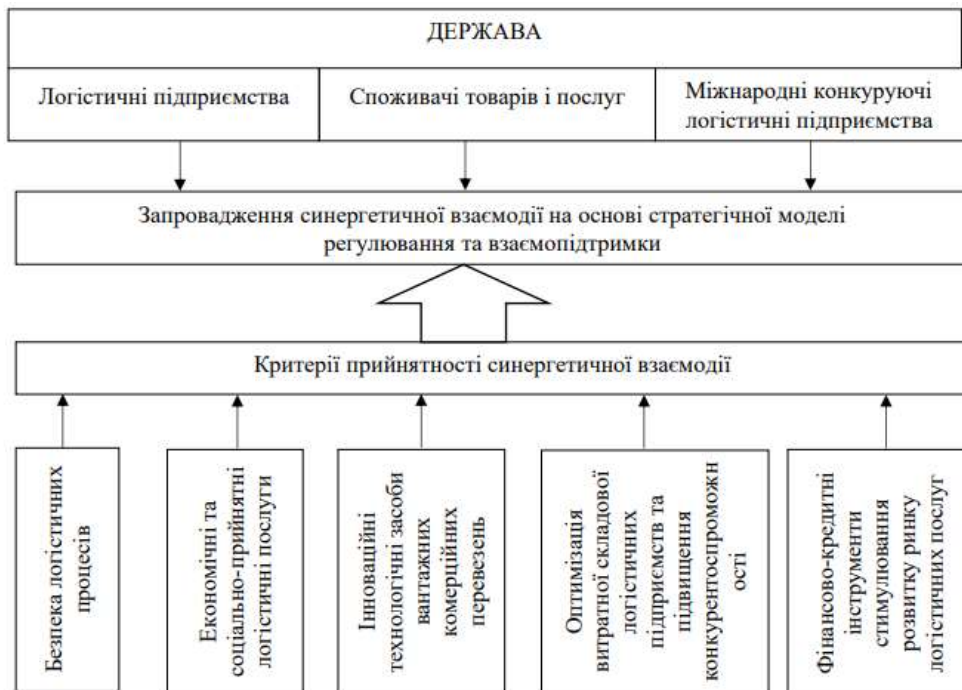 ДЕРЖАВА
Логістичні підприємства
Споживачі товарів і послуг
Міжнародні конкуруючі
логістичні підприємства
Запровадження синергетичної взаємодії на основі стратегічної моделі
регулювання та взаємопідтримки
Критерії прийнятності синергетичної взаємодії
Безпека логістичних
процесів
Економічні та
соціально-прийнятні
логістичні послуги
Інноваційні
технологічні засоби
вантажних
комерційних
перевезень
Оптимізація
витратної складової
логістичних
підприємств та
підвищення
конкурентоспроможн
ості
Фінансово-кредитні
інструменти
стимулювання
розвитку ринку
логістичних послуг